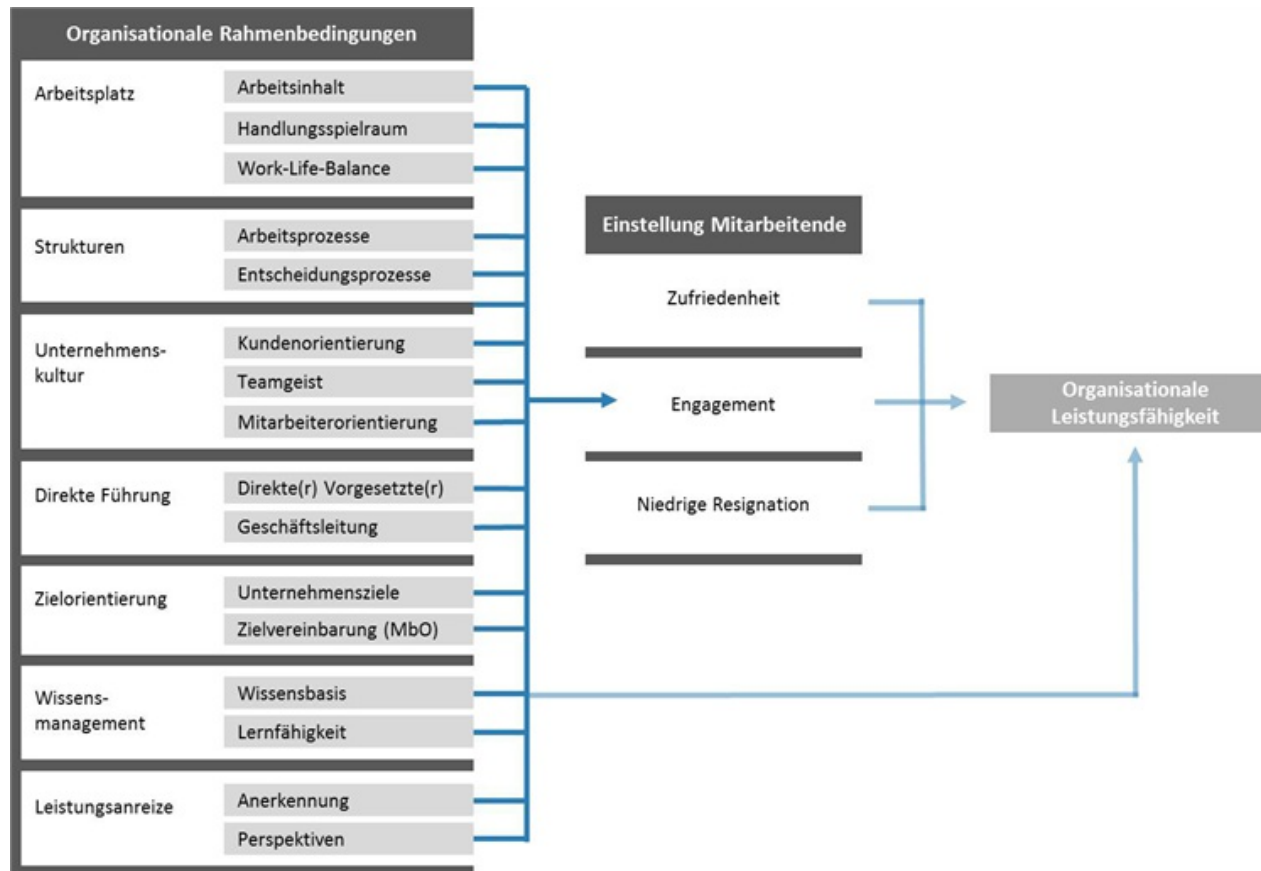 Organisationale Rahmenbedingungen
Arbeitsplatz
Arbeitsinhalt
Handlungsspielraum
Work-Life-Balance
Strukturen
Arbeitsprozesse
Entscheidungsprozesse
Unternehmens-
kultur
Kundenorientierung
Teamgeist
Mitarbeiterorientierung
Direkte Führung
Direkte(r) Vorgesetzte(r)
Geschäftsleitung
Zielorientierung
Unternehmensziele
Zielvereinbarung (MbO)
Wissens-
management
Wissensbasis
Lernfähigkeit
Leistungsanreize
Anerkennung
Perspektiven
Einstellung Mitarbeitende
Zufriedenheit
Engagement
Niedrige Resignation
Organisationale
Leistungsfähigkeit